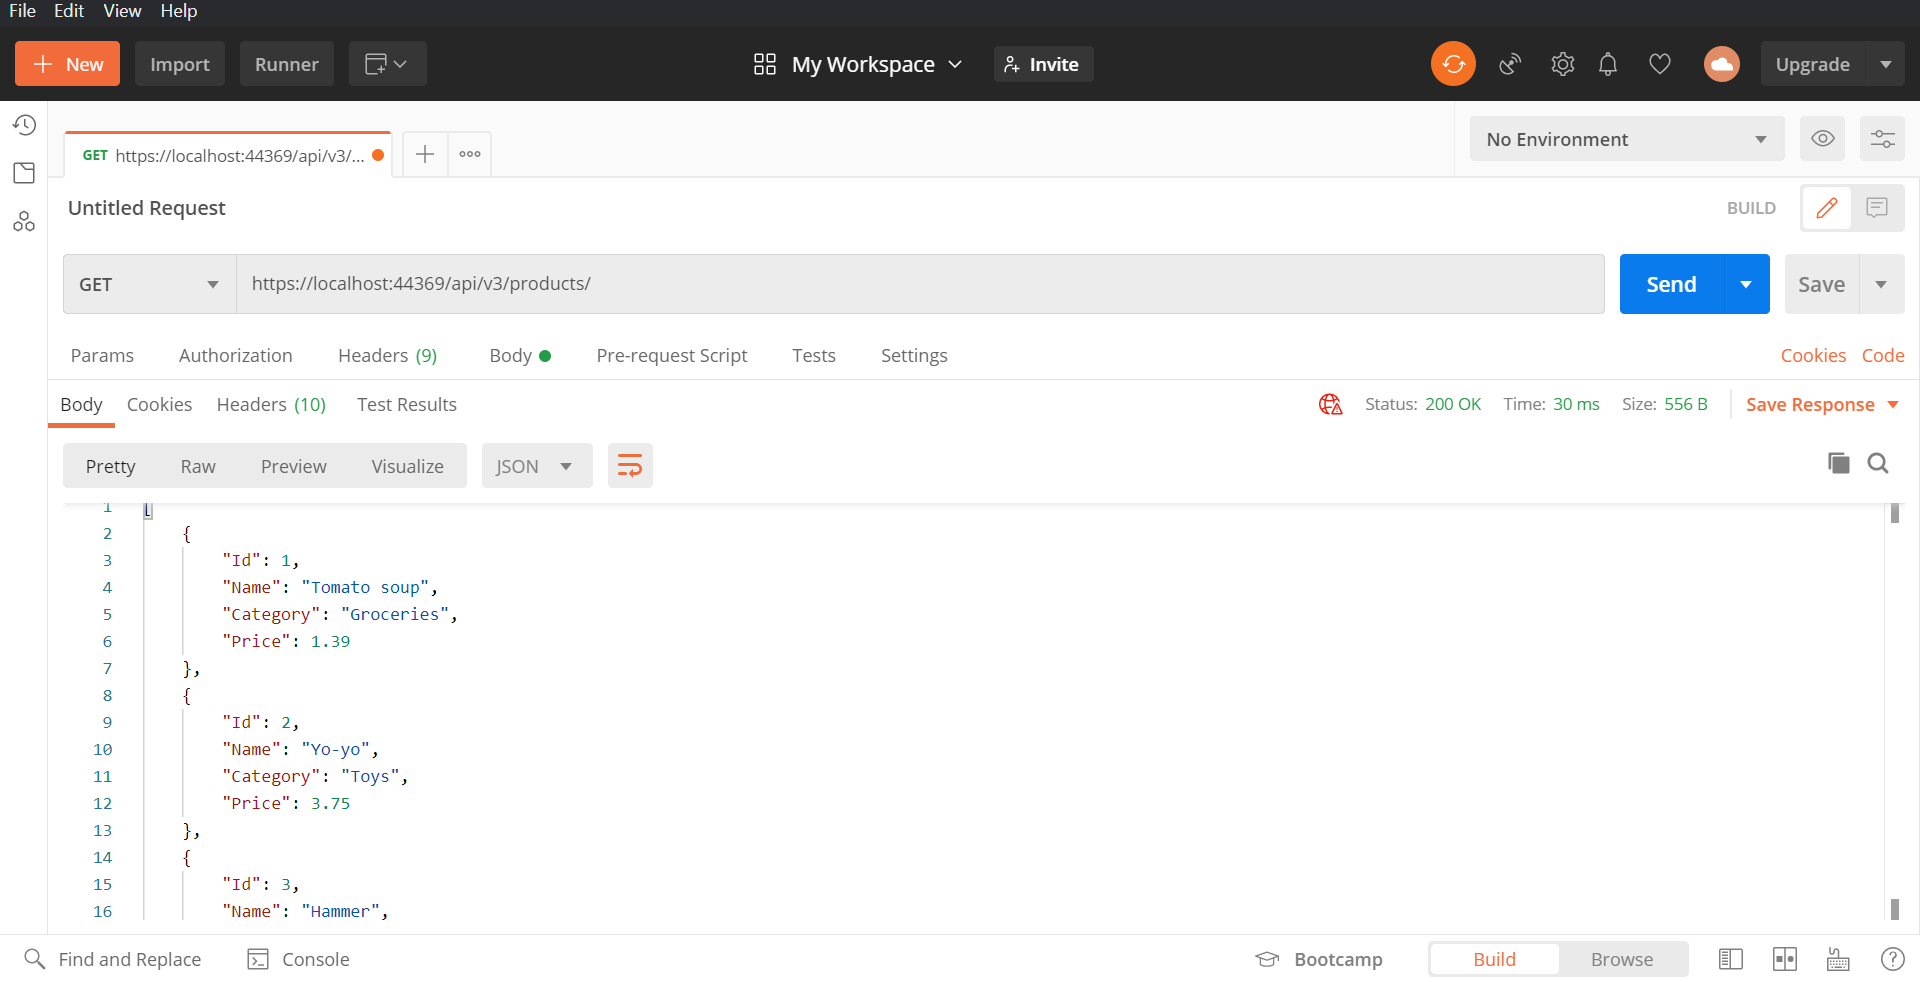 File Edit View Help
New Import Runner My Workspace Invite Upgrade
GET https://localhost:44369/api/v3/... No Environment
Untitled Request BUILD
GET https://localhost:44369/api/v3/products/ Send Save
Params Authorization Headers (9) Body Pre-request Script Tests Settings Cookies Code
Body Cookies Headers (10) Test Results Status: 200 OK Time: 30 ms Size: 556 B Save Response
Pretty Raw Preview Visualize JSON
1 [
2 {
3 "Id": 1,
4 "Name": "Tomato soup",
5 "Category": "Groceries",
6 "Price": 1.39
7 },
8 {
9 "Id": 2,
10 "Name": "Yo-yo",
11 "Category": "Toys",
12 "Price": 3.75
13 },
14 {
15 "Id": 3,
16 "Name": "Hammer",
Find and Replace Console Bootcamp Build Browse